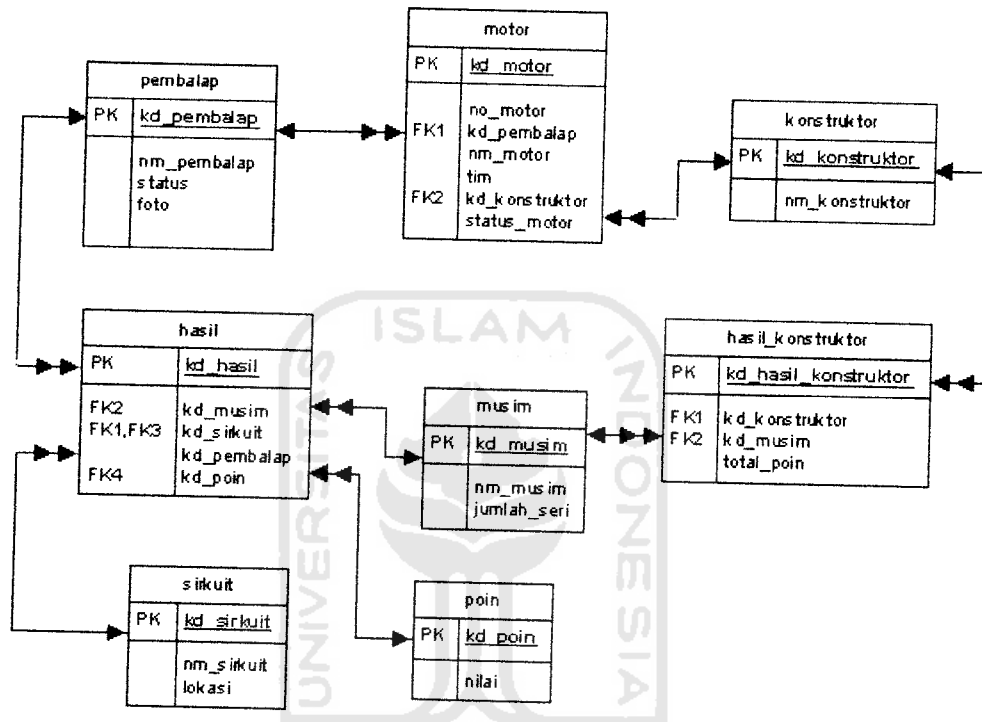 motor
PK kd_motor
no_motor
FK1 kd_pembalap
nm_motor
tim
FK2 kd_konstruktor
status_motor
pembalap
PK kd_pembalap
nm_pembalap
status
foto
konstruktor
PK kd_konstruktor
nm_konstruktor
hasil
PK kd_hasil
FK2 kd_musim
FK1,FK3 kd_sirkuit
kd_pembalap
FK4 kd_poin
musim
PK kd_musim
nm_musim
jumlah_seri
hasil_konstruktor
PK kd_hasil_konstruktor
FK1 kd_konstruktor
FK2 kd_musim
total_poin
sirkuit
PK kd_sirkuit
nm_sirkuit
lokasi
poin
PK kd_poin
nilai
UNIVERSITAS
ISLAM
INDONESIA